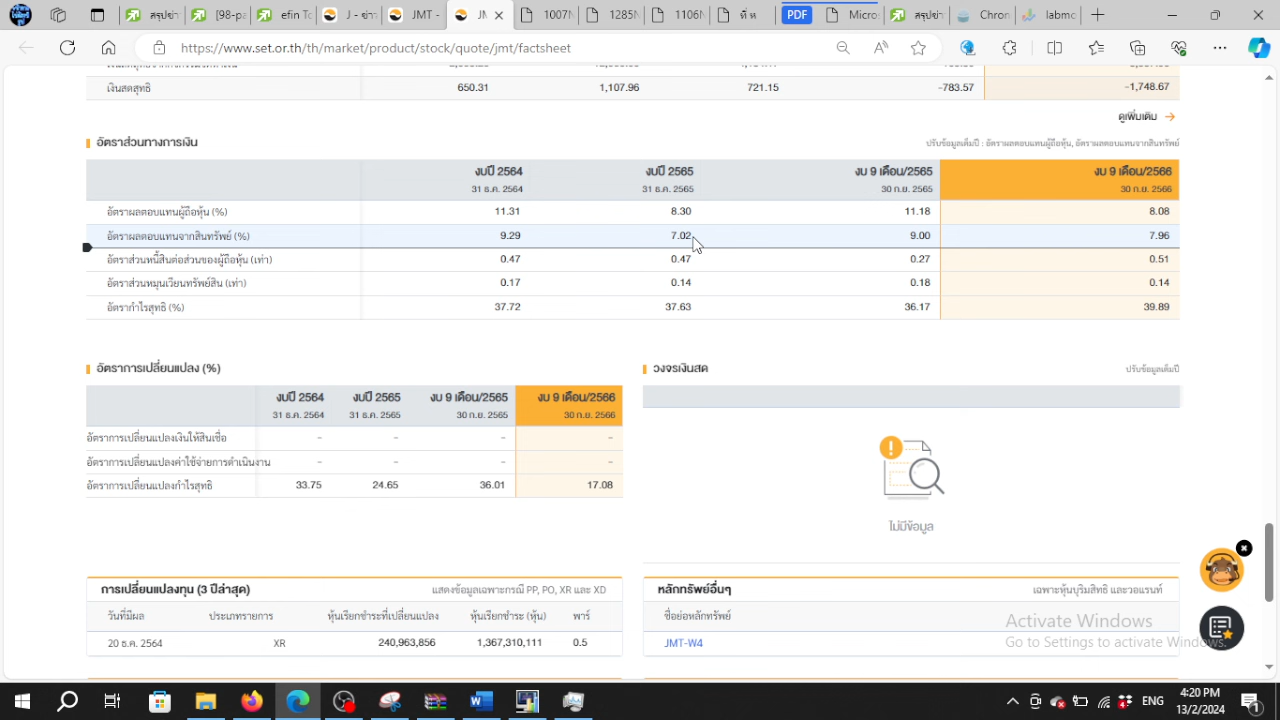 สรุปข่
[98-ค
ยกก To
J - ข่า
JMT -
JM
1007N
1285N
1106N
ที่ ห
PDF
Micro
สรุปข่
Chron
labmc
https://www.set.or.th/th/market/product/stock/quote/jmt/factsheet
เงินสดสุทธิ 650.31 1,107.96 721.15 -783.57 -1,748.67
ดูเพิ่มเติม
อัตราส่วนทางการเงิน
ปรับข้อมูลเต็มปี : อัตราผลตอบแทนผู้ถือหุ้น, อัตราผลตอบแทนจากสินทรัพย์
งบปี 2564 งบปี 2565 งบ 9 เดือน/2565 งบ 9 เดือน/2566
31 ธ.ค. 2564 31 ธ.ค. 2565 30 ก.ย. 2565 30 ก.ย. 2566
อัตราผลตอบแทนผู้ถือหุ้น (%) 11.31 8.30 11.18 8.08
อัตราผลตอบแทนจากสินทรัพย์ (%) 9.29 7.02 9.00 7.96
อัตราส่วนหนี้สินต่อส่วนของผู้ถือหุ้น (เท่า) 0.47 0.47 0.27 0.51
อัตราส่วนหมุนเวียนทรัพย์สิน (เท่า) 0.17 0.14 0.18 0.14
อัตรากำไรสุทธิ (%) 37.72 37.63 36.17 39.89
อัตราการเปลี่ยนแปลง (%)
งบปี 2564 งบปี 2565 งบ 9 เดือน/2565 งบ 9 เดือน/2566
31 ธ.ค. 2564 31 ธ.ค. 2565 30 ก.ย. 2565 30 ก.ย. 2566
อัตราการเปลี่ยนแปลงเงินให้สินเชื่อ - - - -
อัตราการเปลี่ยนแปลงค่าใช้จ่ายการดำเนินงาน - - - -
อัตราการเปลี่ยนแปลงกำไรสุทธิ 33.75 24.65 36.01 17.08
วงจรเงินสด
ปรับข้อมูลเต็มปี
ไม่มีข้อมูล
การเปลี่ยนแปลงทุน (3 ปีล่าสุด) แสดงข้อมูลเฉพาะกรณี PP, PO, XR และ XD
วันที่มีผล ประเภทรายการ หุ้นเรียกชำระที่เปลี่ยนแปลง หุ้นเรียกชำระ (หุ้น) พาร์
20 ธ.ค. 2564 XR 240,963,856 1,367,310,111 0.5
หลักทรัพย์อื่นๆ เฉพาะหุ้นบุริมสิทธิ และวอแรนท์
ชื่อย่อหลักทรัพย์
JMT-W4
Activate Windows
Go to Settings to activate Windows.
ENG
4:20 PM
13/2/2024